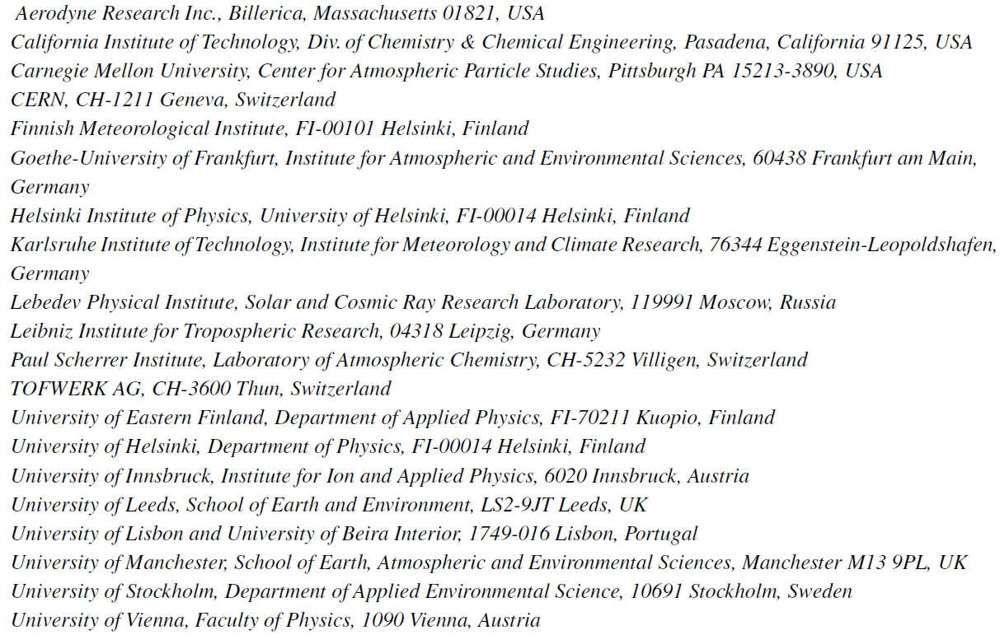 Aerodyne Research Inc., Billerica, Massachusetts 01821, USA
California Institute of Technology, Div. of Chemistry & Chemical Engineering, Pasadena, California 91125, USA
Carnegie Mellon University, Center for Atmospheric Particle Studies, Pittsburgh PA 15213-3890, USA
CERN, CH-1211 Geneva, Switzerland
Finnish Meteorological Institute, FI-00101 Helsinki, Finland
Goethe-University of Frankfurt, Institute for Atmospheric and Environmental Sciences, 60438 Frankfurt am Main,
Germany
Helsinki Institute of Physics, University of Helsinki, FI-00014 Helsinki, Finland
Karlsruhe Institute of Technology, Institute for Meteorology and Climate Research, 76344 Eggenstein-Leopoldshafen,
Germany
Lebedev Physical Institute, Solar and Cosmic Ray Research Laboratory, 119991 Moscow, Russia
Leibniz Institute for Tropospheric Research, 04318 Leipzig, Germany
Paul Scherrer Institute, Laboratory of Atmospheric Chemistry, CH-5232 Villigen, Switzerland
TOFWERK AG, CH-3600 Thun, Switzerland
University of Eastern Finland, Department of Applied Physics, FI-70211 Kuopio, Finland
University of Helsinki, Department of Physics, FI-00014 Helsinki, Finland
University of Innsbruck, Institute for Ion and Applied Physics, 6020 Innsbruck, Austria
University of Leeds, School of Earth and Environment, LS2-9JT Leeds, UK
University of Lisbon and University of Beira Interior, 1749-016 Lisbon, Portugal
University of Manchester, School of Earth, Atmospheric and Environmental Sciences, Manchester M13 9PL, UK
University of Stockholm, Department of Applied Environmental Science, 10691 Stockholm, Sweden
University of Vienna, Faculty of Physics, 1090 Vienna, Austria